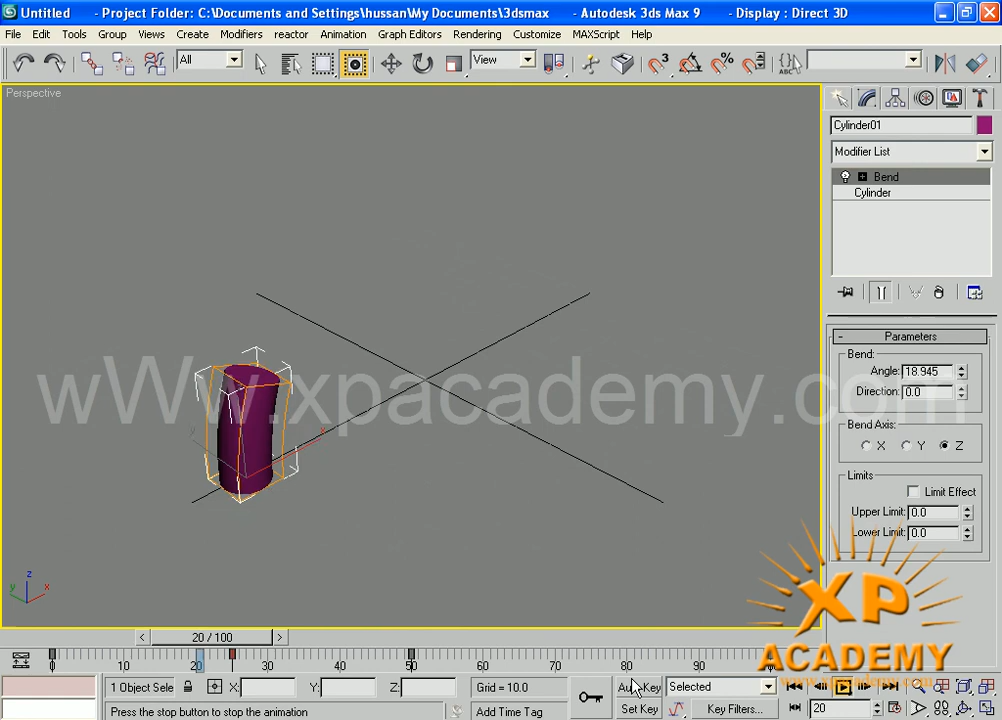 Untitled - Project Folder: C:\Documents and Settings\hussan\My Documents\3dsmax - Autodesk 3ds Max 9 - Display : Direct 3D
File Edit Tools Group Views Create Modifiers reactor Animation Graph Editors Rendering Customize MAXScript Help
All View
Perspective
Cylinder01
Modifier List
Bend
Cylinder
Parameters
Bend:
Angle: 18.945
Direction: 0.0
wWw.xpacademy.com
Bend Axis:
X Y Z
Limits
Limit Effect
Upper Limit: 0.0
Lower Limit: 0.0
z
y x
XP
ACADEMY
www.xpacademy.com
20 / 100
0 10 20 30 40 50 60 70 80 90
1 Object Sele X: Y: Z: Grid = 10.0 Auto Key Selected
Press the stop button to stop the animation Add Time Tag Set Key Key Filters... 20